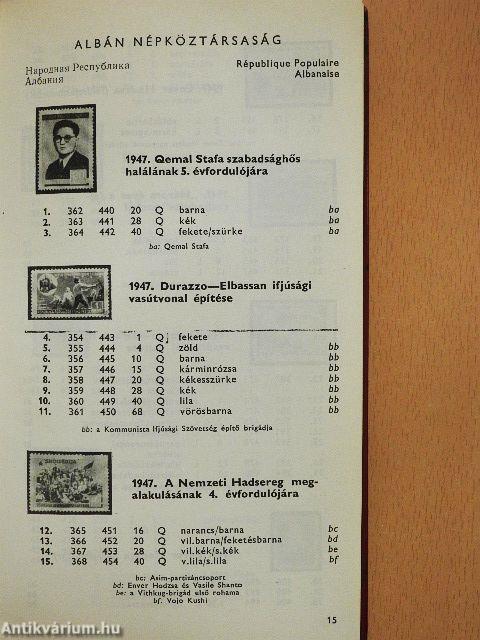 ALBÁN NÉPKÖZTÁRSASÁG
Народная Республика
Албания
République Populaire
Albanaise
1947. Qemal Stafa szabadsághős
halálának 5. évfordulójára
1. 362 440 20 Q barna ba
2. 363 441 28 Q kék ba
3. 364 442 40 Q fekete/szürke ba
ba: Qemal Stafa
1947. Durazzo—Elbassan ifjúsági
vasútvonal építése
4. 354 443 1 Q fekete
5. 355 444 4 Q zöld bb
6. 356 445 10 Q barna bb
7. 357 446 15 Q kárminrózsa bb
8. 358 447 20 Q kékesszürke bb
9. 359 448 28 Q kék bb
10. 360 449 40 Q lila bb
11. 361 450 68 Q vörösbarna bb
bb: a Kommunista Ifjúsági Szövetség építő brigádja
SHQIPERIA
1947. A Nemzeti Hadsereg meg-
alakulásának 4. évfordulójára
12. 365 451 16 Q narancs/barna bc
13. 366 452 20 Q vil.barna/feketésbarna bd
14. 367 453 28 Q vil.kék/s.kék be
15. 368 454 40 Q v.lila/s.lila bf
bc: Asim-partizáncsoport
bd: Enver Hodzsa és Vasile Shanto
be: a Vithkug-brigád első rohama
bf: Vojo Kushi
15
Antikvárium.hu